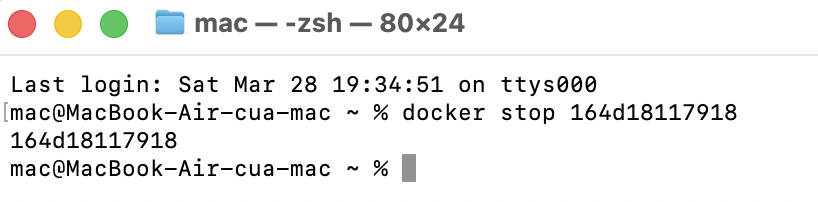 mac — -zsh — 80×24
Last login: Sat Mar 28 19:34:51 on ttys000
[mac@MacBook-Air-cua-mac ~ % docker stop 164d18117918
164d18117918
mac@MacBook-Air-cua-mac ~ %